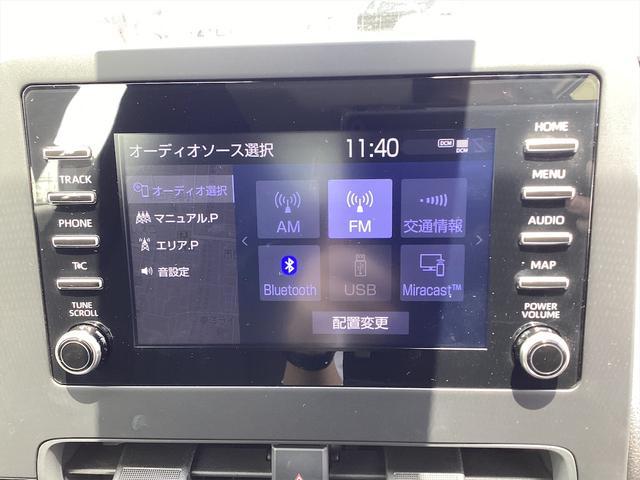 オーディオソース選択
11:40
DCM
DCM
オーディオ選択
マニュアル.P
エリア.P
音設定
AM
FM
交通情報
Bluetooth
USB
Miracast™
配置変更
TRACK
PHONE
T:C
TUNE
SCROLL
HOME
MENU
AUDIO
MAP
POWER
VOLUME